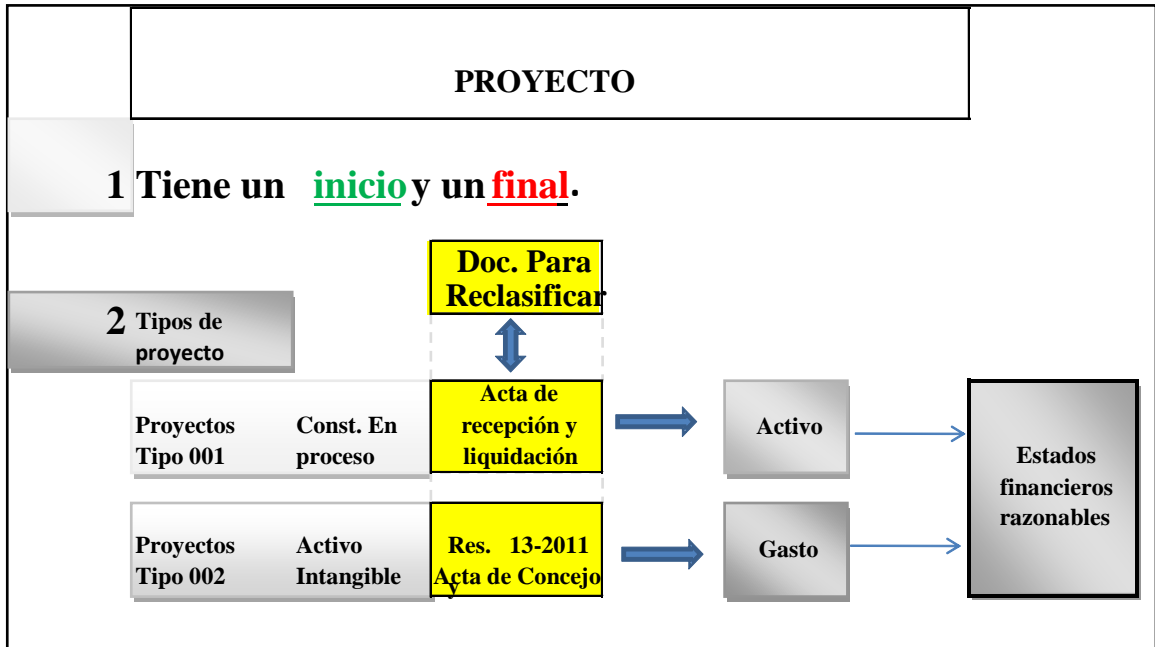 PROYECTO
1 Tiene un inicio y un final.
Doc. Para
Reclasificar
2 Tipos de
proyecto
Proyectos
Tipo 001
Const. En
proceso
Acta de
recepción y
liquidación
Activo
Estados
financieros
razonables
Proyectos
Tipo 002
Activo
Intangible
Res. 13-2011
y
Acta de Concejo
Gasto